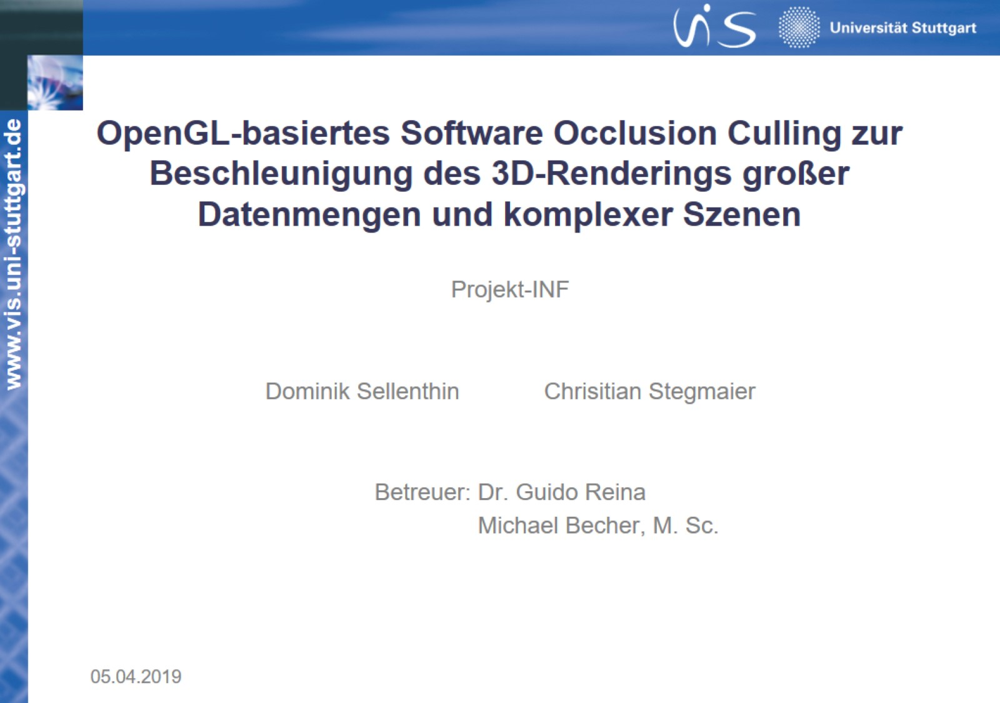 VIS
Universität Stuttgart
www.vis.uni-stuttgart.de
OpenGL-basiertes Software Occlusion Culling zur
Beschleunigung des 3D-Renderings großer
Datenmengen und komplexer Szenen
Projekt-INF
Dominik Sellenthin Chrisitian Stegmaier
Betreuer: Dr. Guido Reina
Michael Becher, M. Sc.
05.04.2019